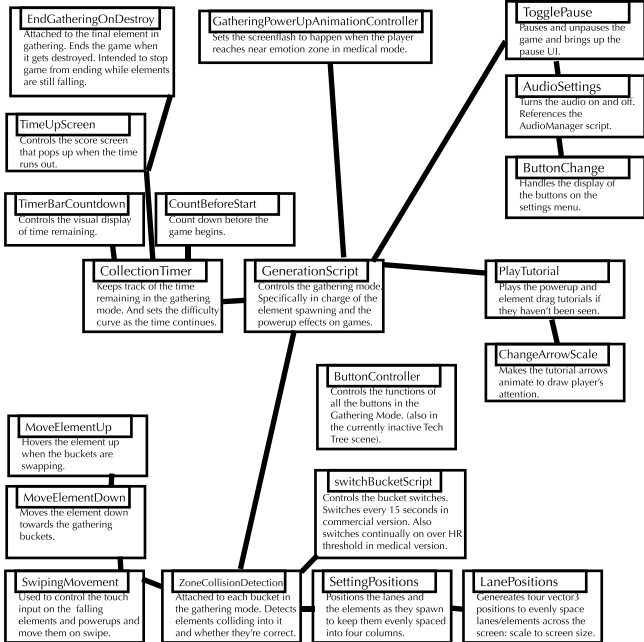 EndGatheringOnDestroy
Attached to the final element in
gathering. Ends the game when
it gets destroyed. Intended to stop
game from ending while elements
are still falling.
GatheringPowerUpAnimationController
Sets the screenflash to happen when the player
reaches near emotion zone in medical mode.
TogglePause
Pauses and unpauses the
game and brings up the
pause UI.
AudioSettings
Turns the audio on and off.
References the
AudioManager script.
ButtonChange
Handles the display of
the buttons on the
settings menu.
TimeUpScreen
Controls the score screen
that pops up when the time
runs out.
TimerBarCountdown
Controls the visual display
of time remaining.
CountBeforeStart
Count down before the
game begins.
CollectionTimer
Keeps track of the time
remaining in the gathering
mode. And sets the difficulty
curve as the time continues.
GenerationScript
Controls the gathering mode.
Specifically in charge of the
element spawning and the
powerup effects on games.
PlayTutorial
Plays the powerup and
element drag tutorials if
they haven't been seen.
ChangeArrowScale
Makes the tutorial arrows
animate to draw player's
attention.
ButtonController
Controls the functions of
all the buttons in the
Gathering Mode. (also in
the currently inactive Tech
Tree scene).
MoveElementUp
Hovers the element up
when the buckets are
swapping.
MoveElementDown
Moves the element down
towards the gathering
buckets.
switchBucketScript
Controls the bucket switches.
Switches every 15 seconds in
commercial version. Also
switches continually on over HR
threshold in medical version.
SwipingMovement
Used to control the touch
input on the falling
elements and powerups and
move them on swipe.
ZoneCollisionDetection
Attached to each bucket in
the gathering mode. Detects
elements colliding into it
and whether they're correct.
SettingPositions
Positions the lanes and
the elements as they spawn
to keep them evenly spaced
into four columns.
LanePositions
Genereates four vector3
positions to evenly space
lanes/elements across the
screen: scale to screen size.